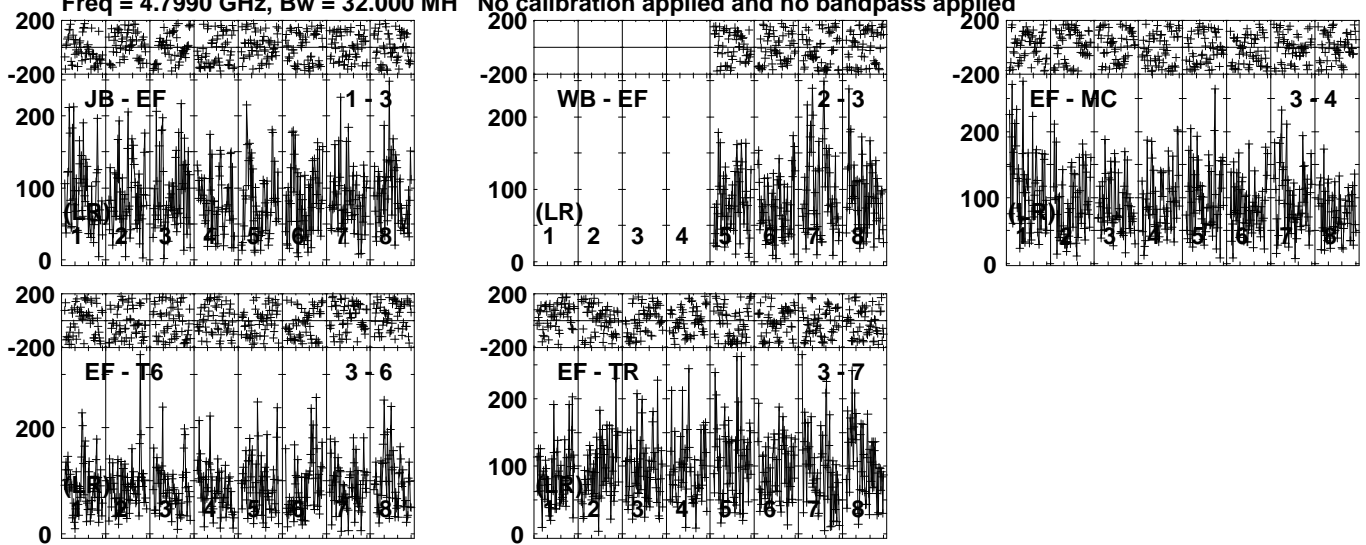 Freq = 4.7990 GHz, Bw = 32.000 MH No calibration applied and no bandpass applied
200
-200
JB - EF 1 - 3
200
100
0
(LR)
1 2 3 4 5 6 7 8
WB - EF 2 - 3
200
-200
200
100
0
(LR)
1 2 3 4 5 6 7 8
200
-200
EF - MC 3 - 4
200
100
0
(LR)
1 2 3 4 5 6 7 8
200
-200
EF - T6 3 - 6
200
0
(LR)
1 2 3 4 5 6 7 8
200
-200
EF - TR 3 - 7
200
100
0
(LR)
1 2 3 4 5 6 7 8